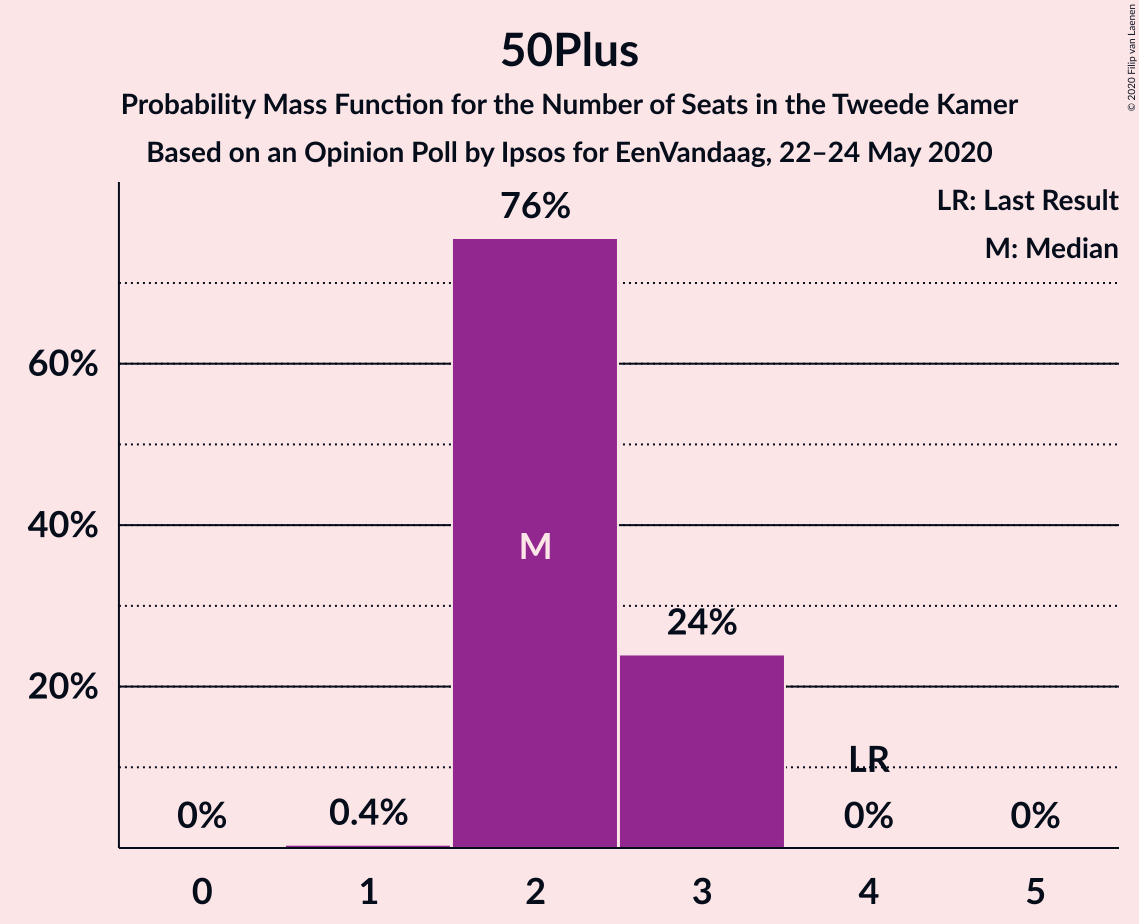 50Plus
Probability Mass Function for the Number of Seats in the Tweede Kamer
Based on an Opinion Poll by Ipsos for EenVandaag, 22–24 May 2020
© 2020 Filip van Laenen
LR: Last Result
M: Median
76%
60%
40%
M
24%
20%
LR
0%
0.4%
0%
0%
0
1
2
3
4
5